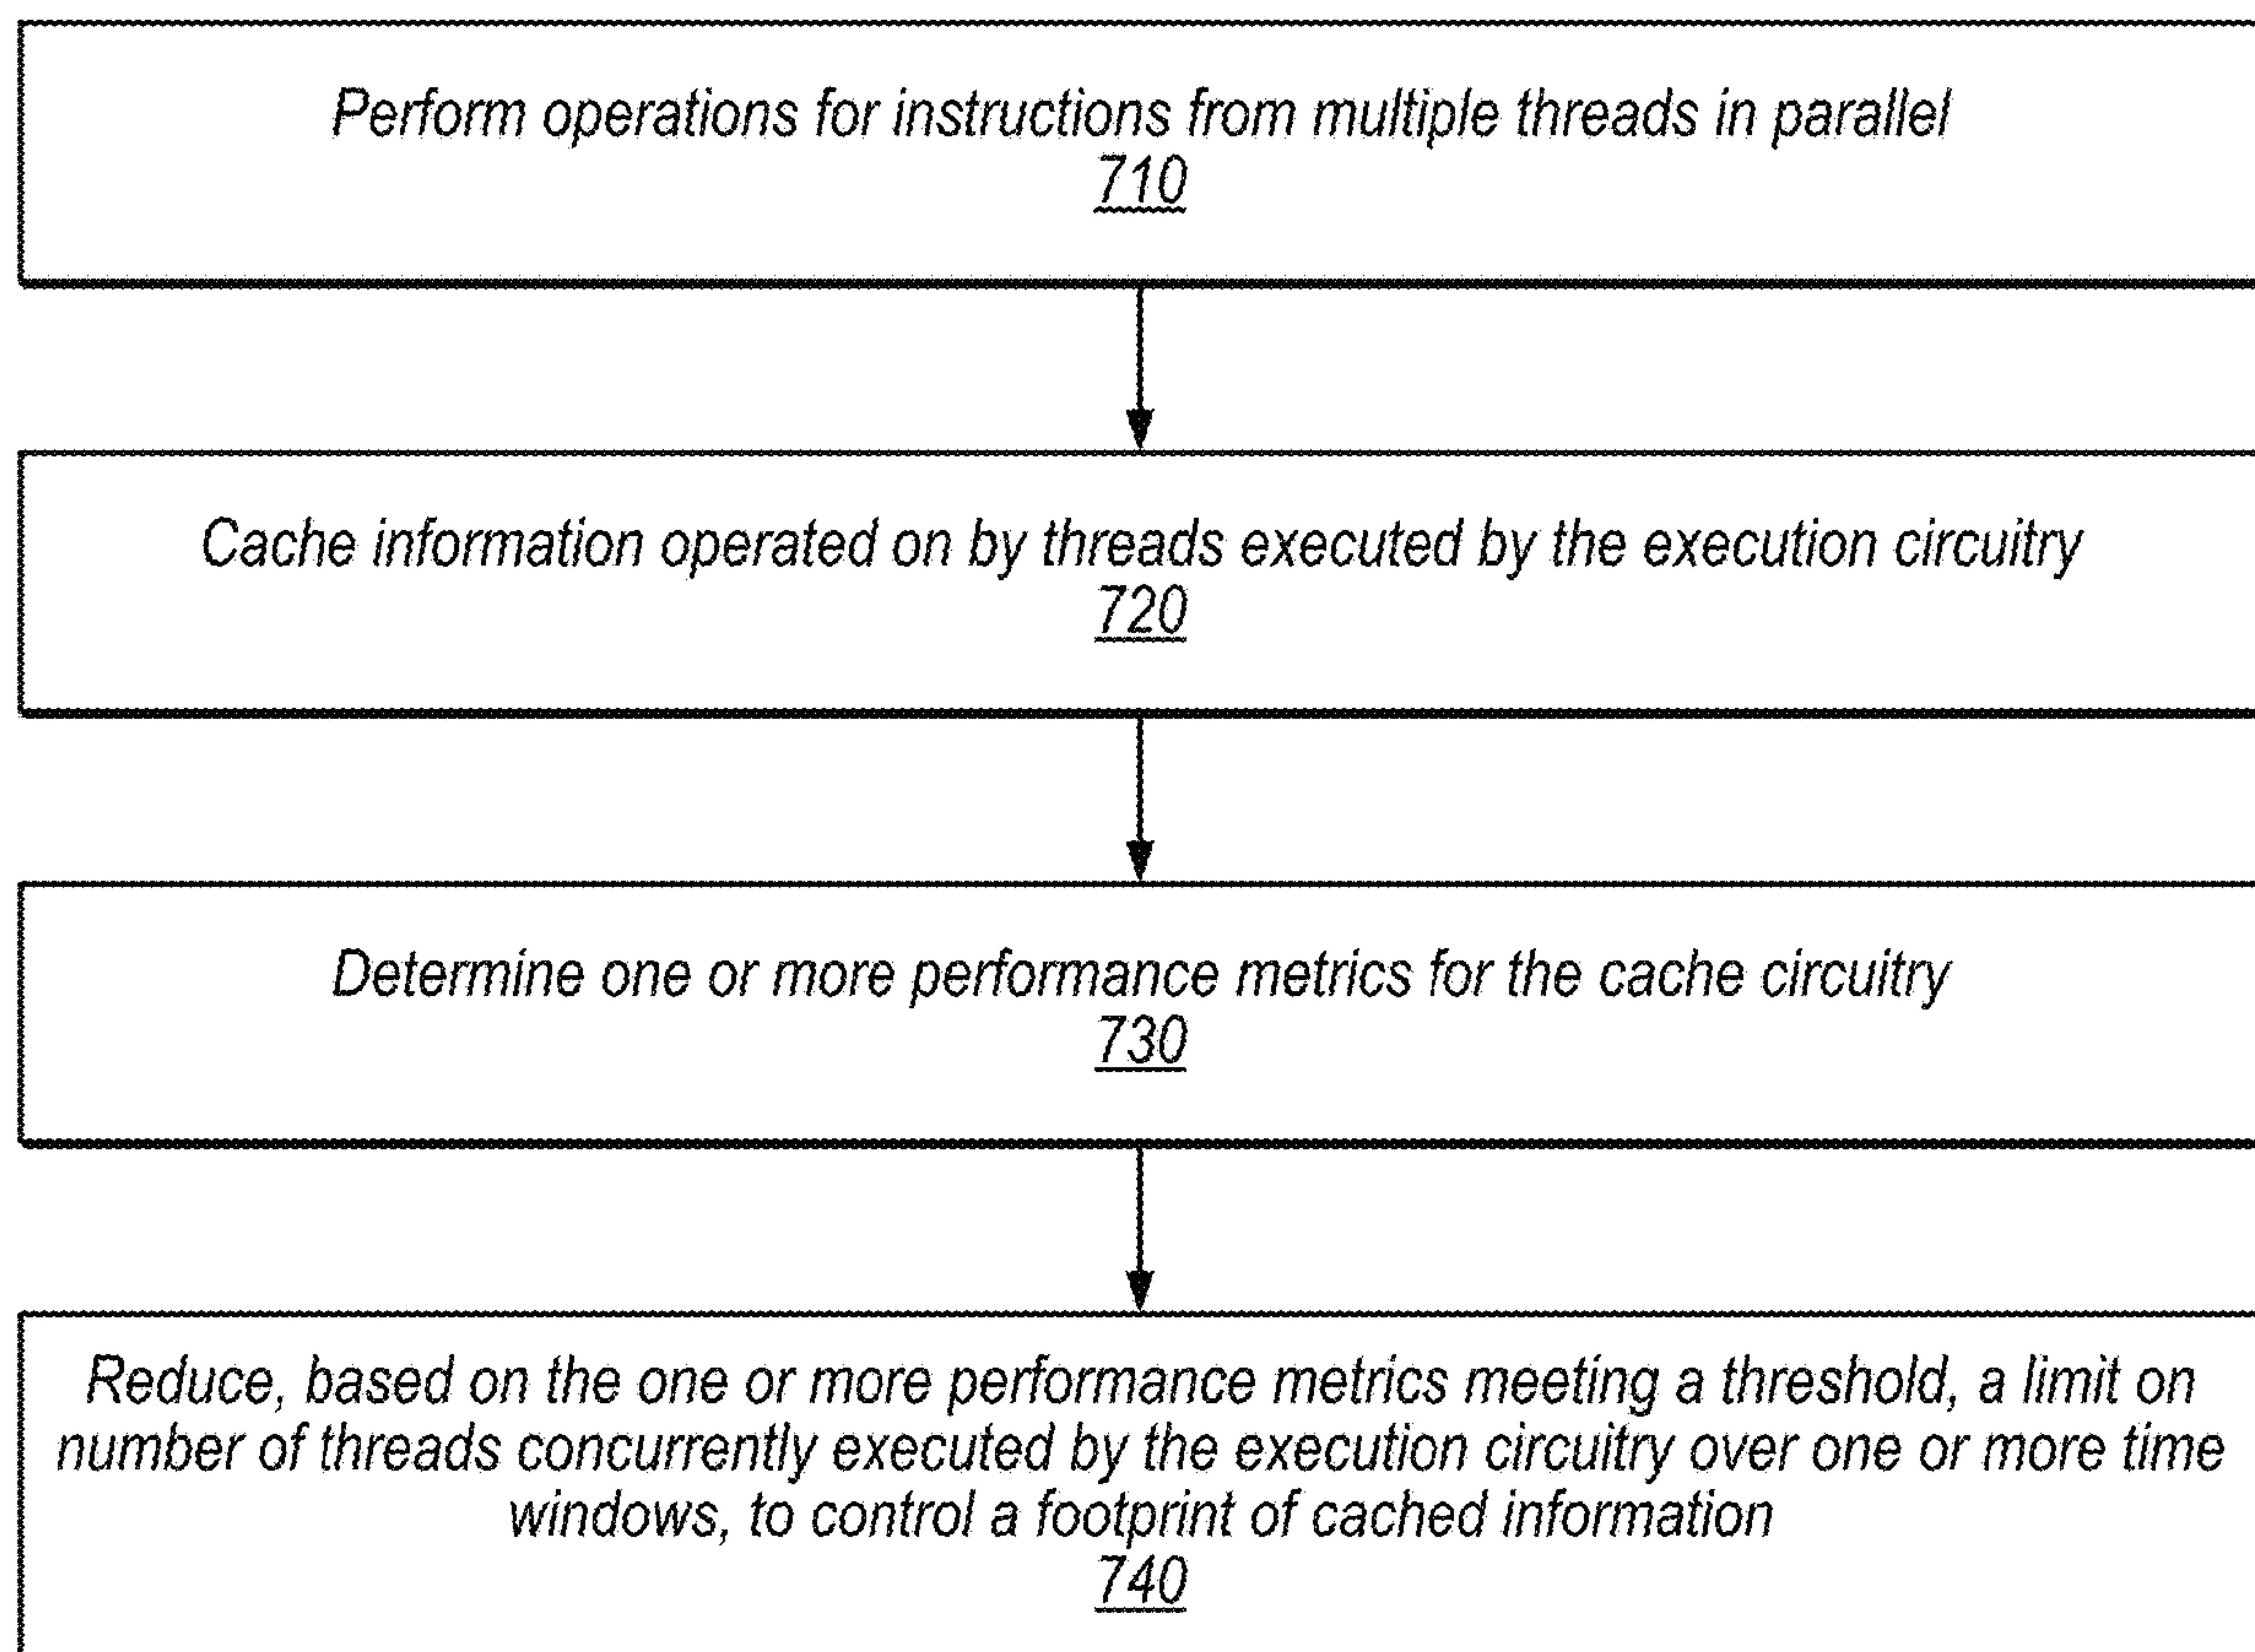 Perform operations for instructions from multiple threads in parallel
710
Cache information operated on by threads executed by the execution circuitry
720
Determine one or more performance metrics for the cache circuitry
730
Reduce, based on the one or more performance metrics meeting a threshold, a limit on
number of threads concurrently executed by the execution circuitry over one or more time
windows, to control a footprint of cached information
740